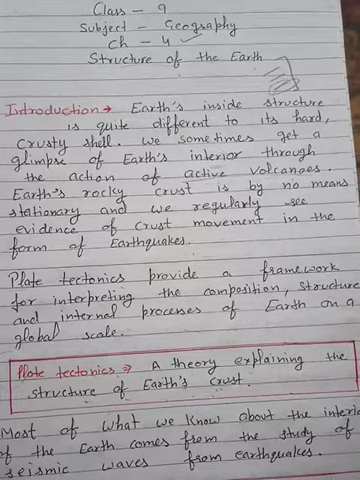 Class - 9
Subject - Geography
Ch - 4
Structure of the Earth
Introduction → Earth's inside structure
is quite different to its hard,
crusty shell. We sometimes get a
glimpse of Earth's interior through
the action of active volcanoes.
Earth's rocky crust is by no means
stationary and we regularly see
evidence of crust movement in the
form of Earthquakes.
Plate tectonics provide a framework
for interpreting the composition, structure
and internal processes of Earth on a
global scale.
Plate tectonics → A theory explaining the
structure of Earth's crust.
Most of what we know about the interi
of the Earth comes from the study of
seismic waves from earthquakes.